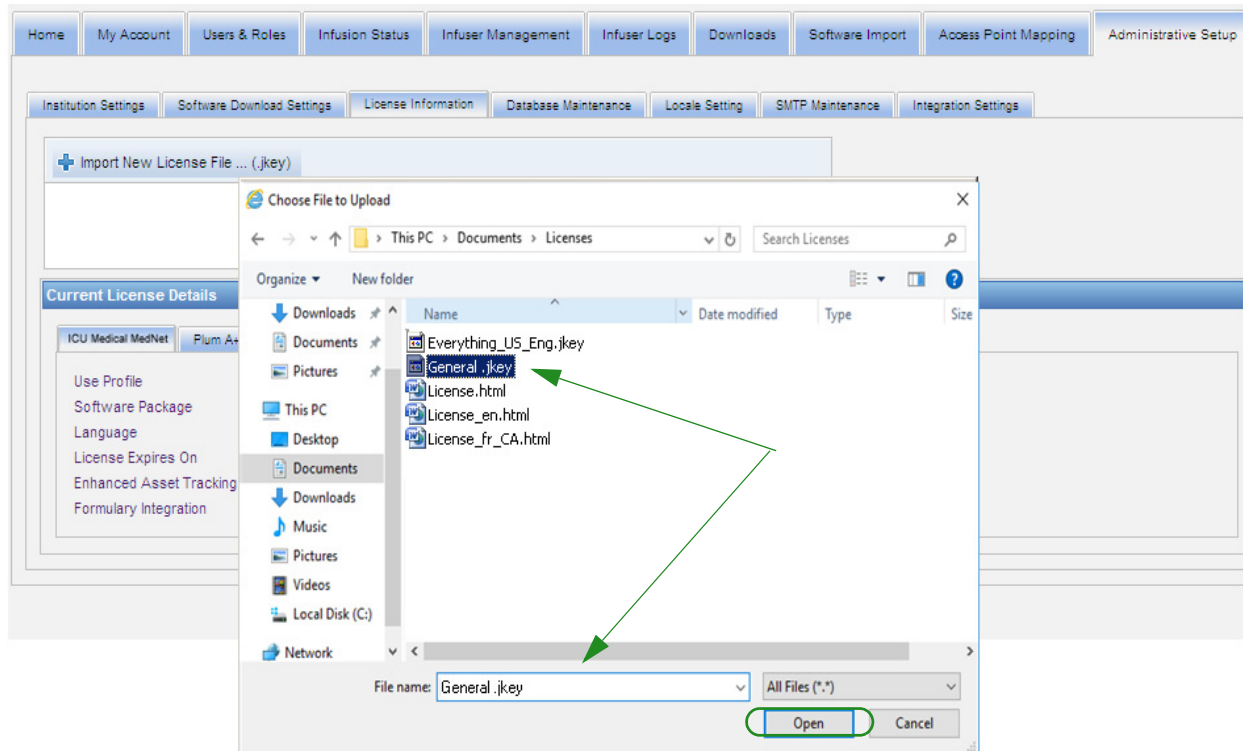 Home My Account Users & Roles Infusion Status Infuser Management Infuser Logs Downloads Software Import Access Point Mapping Administrative Setup
Institution Settings Software Download Settings License Information Database Maintenance Locale Setting SMTP Maintenance Integration Settings
Import New License File ... (.jkey)
Choose File to Upload
This PC > Documents > Licenses
Search Licenses
Organize New folder
Current License Details
ICU Medical MedNet Plum A+
Use Profile
Software Package
Language
License Expires On
Enhanced Asset Tracking
Formulary Integration
Downloads
Documents
Pictures
This PC
Desktop
Documents
Downloads
Music
Pictures
Videos
Local Disk (C:)
Network
Name Date modified Type Size
Everything_US_Eng.jkey
General .jkey
License.html
License_en.html
License_fr_CA.html
File name: General .jkey All Files (*.*)
Open Cancel